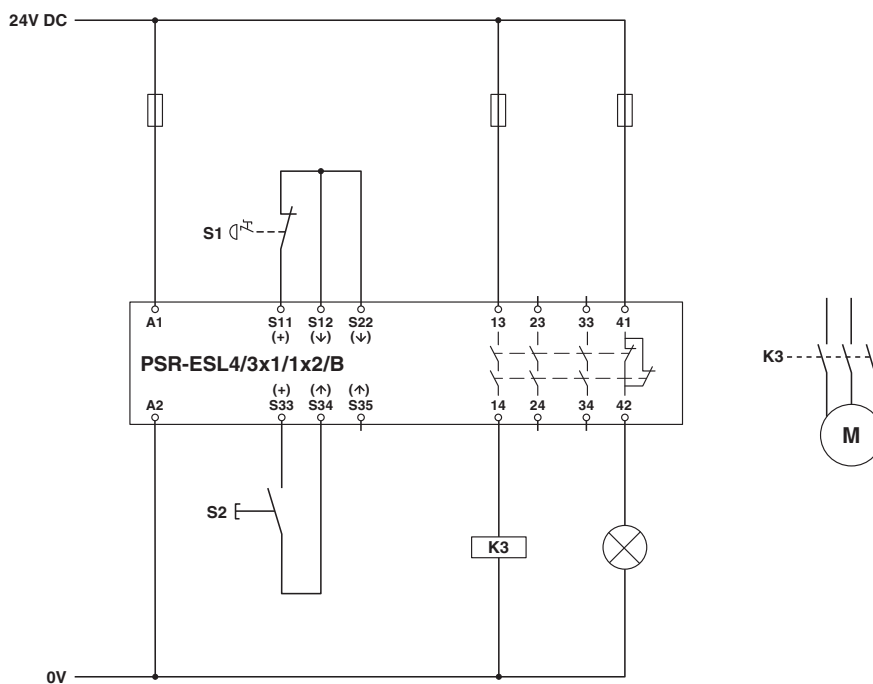 24V DC
S1
A1 S11 S12 S22 13 23 33 41
(+) (↓) (↓)
PSR-ESL4/3x1/1x2/B
K3
(+) (↑) (↑)
A2 S33 S34 S35 14 24 34 42
M
S2
K3
0V